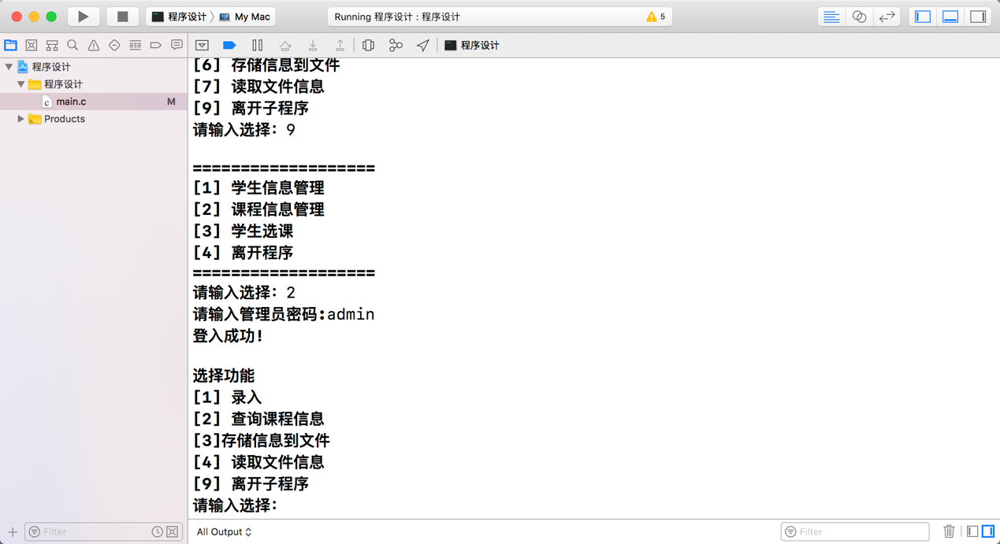 程序设计 〉 My Mac
Running 程序设计 : 程序设计
5
程序设计
程序设计
程序设计
main.c M
Products
[6] 存储信息到文件
[7] 读取文件信息
[9] 离开子程序
请输入选择: 9
===================
[1] 学生信息管理
[2] 课程信息管理
[3] 学生选课
[4] 离开程序
===================
请输入选择: 2
请输入管理员密码:admin
登入成功!
选择功能
[1] 录入
[2] 查询课程信息
[3]存储信息到文件
[4] 读取文件信息
[9] 离开子程序
请输入选择:
Filter
All Output
Filter